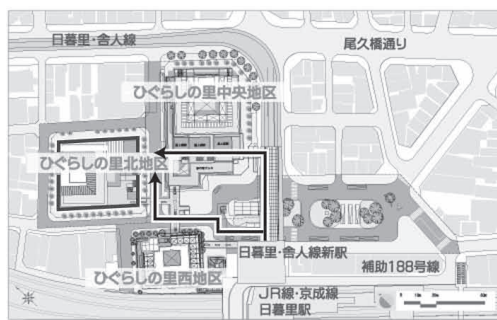 日暮里・舎人線
尾久橋通り
ひぐらしの里中央地区
ひぐらしの里北地区
日暮里・舎人線新駅
ひぐらしの里西地区
補助188号線
JR線・京成線
日暮里駅